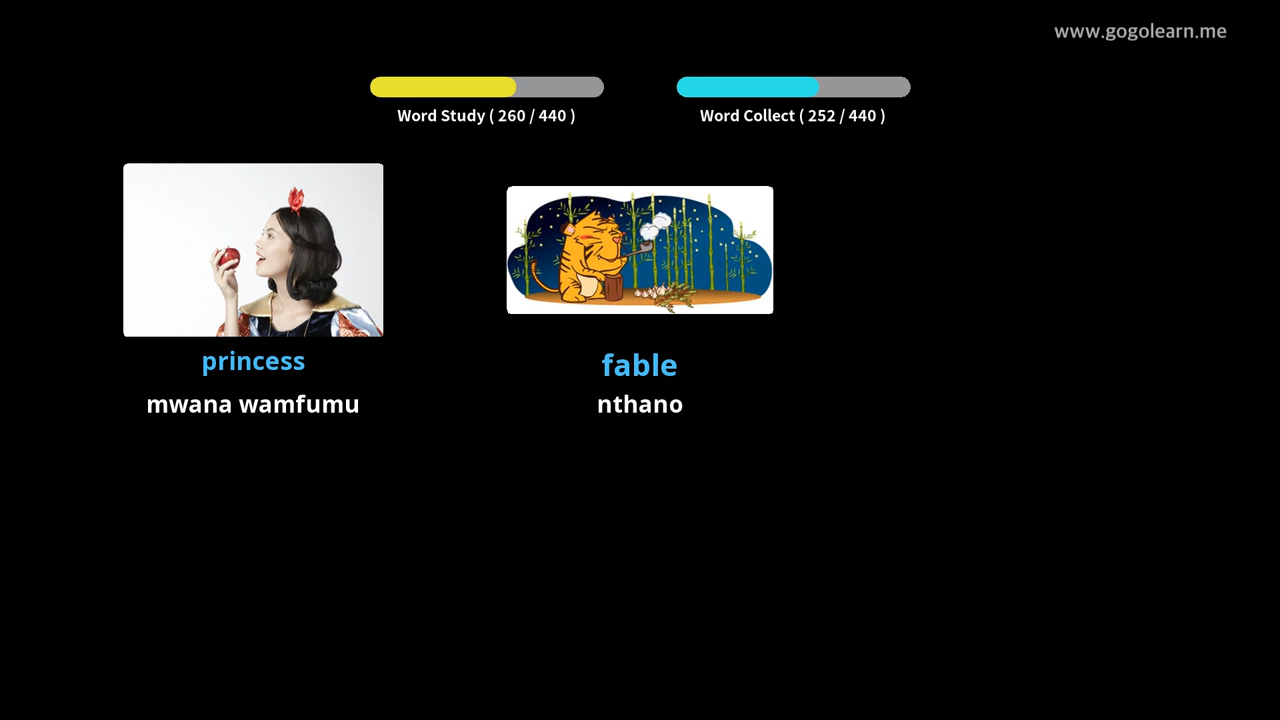 www.gogolearn.me
Word Study ( 260 / 440 )
Word Collect ( 252 / 440 )
princess
mwana wamfumu
fable
nthano